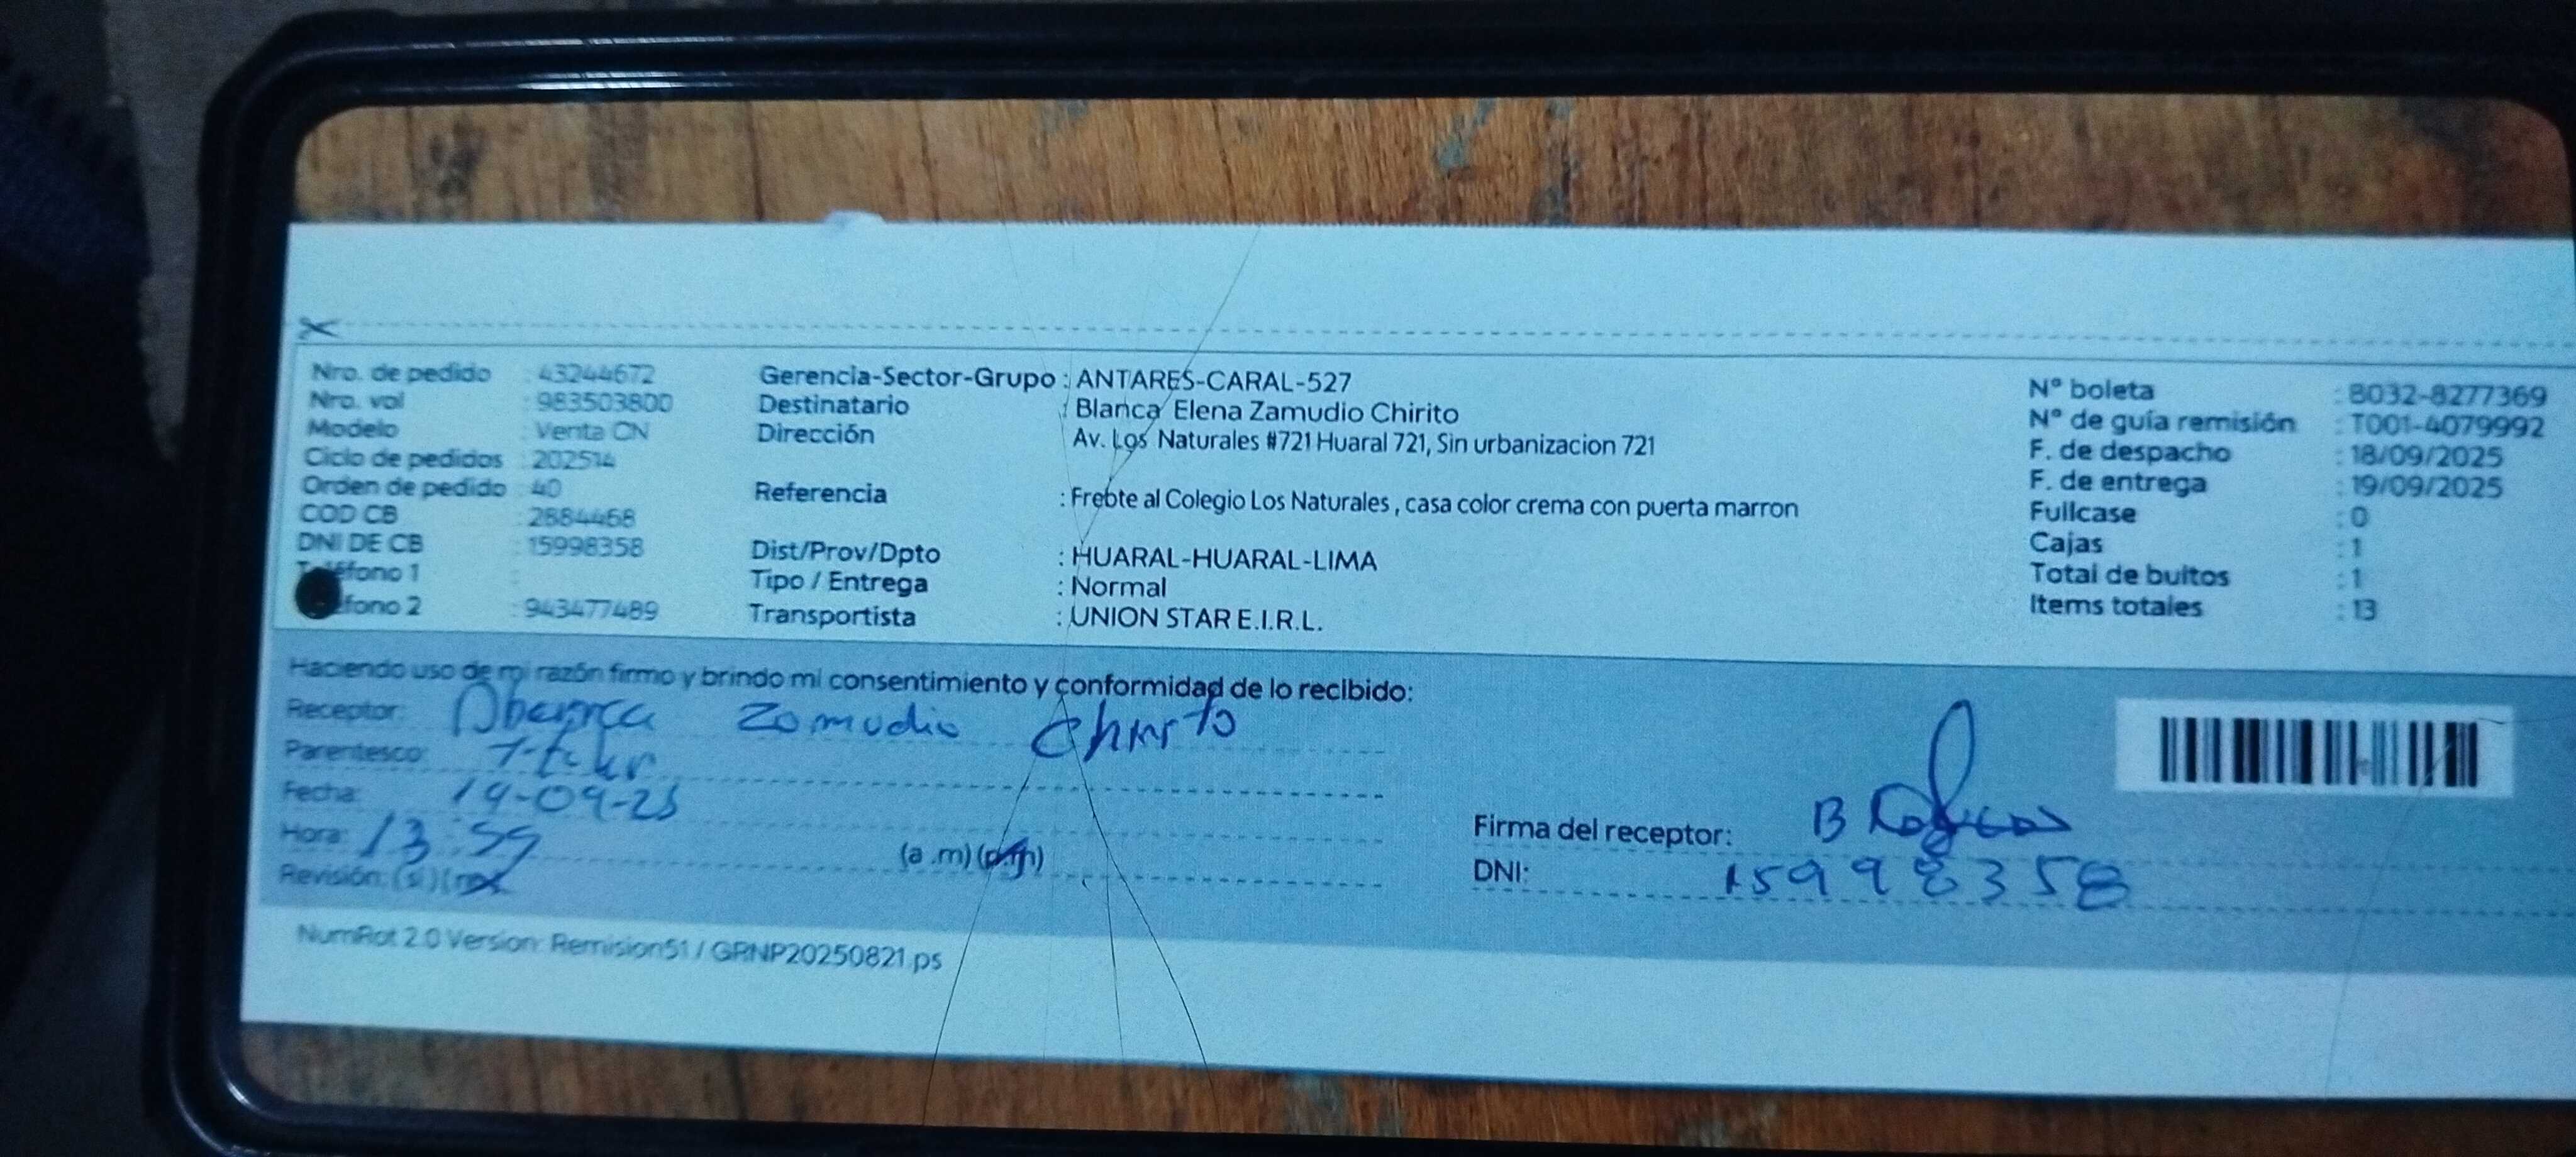 Nro. de pedido : 43244672
Nro. vol : 983503800
Modelo : Venta CN
Ciclo de pedidos : 202514
Orden de pedido : 40
COD CB : 2884468
DNI DE CB : 15998358
Teléfono 1 :
éfono 2 : 943477489
Gerencia-Sector-Grupo : ANTARES-CARAL-527
Destinatario : Blanca Elena Zamudio Chirito
Dirección Av. Los Naturales #721 Huaral 721, Sin urbanizacion 721
Referencia : Frebte al Colegio Los Naturales , casa color crema con puerta marron
Dist/Prov/Dpto : HUARAL-HUARAL-LIMA
Tipo / Entrega : Normal
Transportista : UNION STAR E.I.R.L.
N° boleta : B032-8277369
N° de guía remisión : T001-4079992
F. de despacho : 18/09/2025
F. de entrega : 19/09/2025
Fullcase : 0
Cajas : 1
Total de bultos : 1
Items totales : 13
Haciendo uso de mi razón firmo y brindo mi consentimiento y conformidad de lo recibido:
Receptor: Zamudio
Parentesco:
Fecha: 19-09-25
Hora: 13:59 (a .m) (p.m)
Revisión: (si) (no)
Firma del receptor: B
DNI: 15998358
NumRot 2.0 Version: Remision51 / GRNP20250821.ps